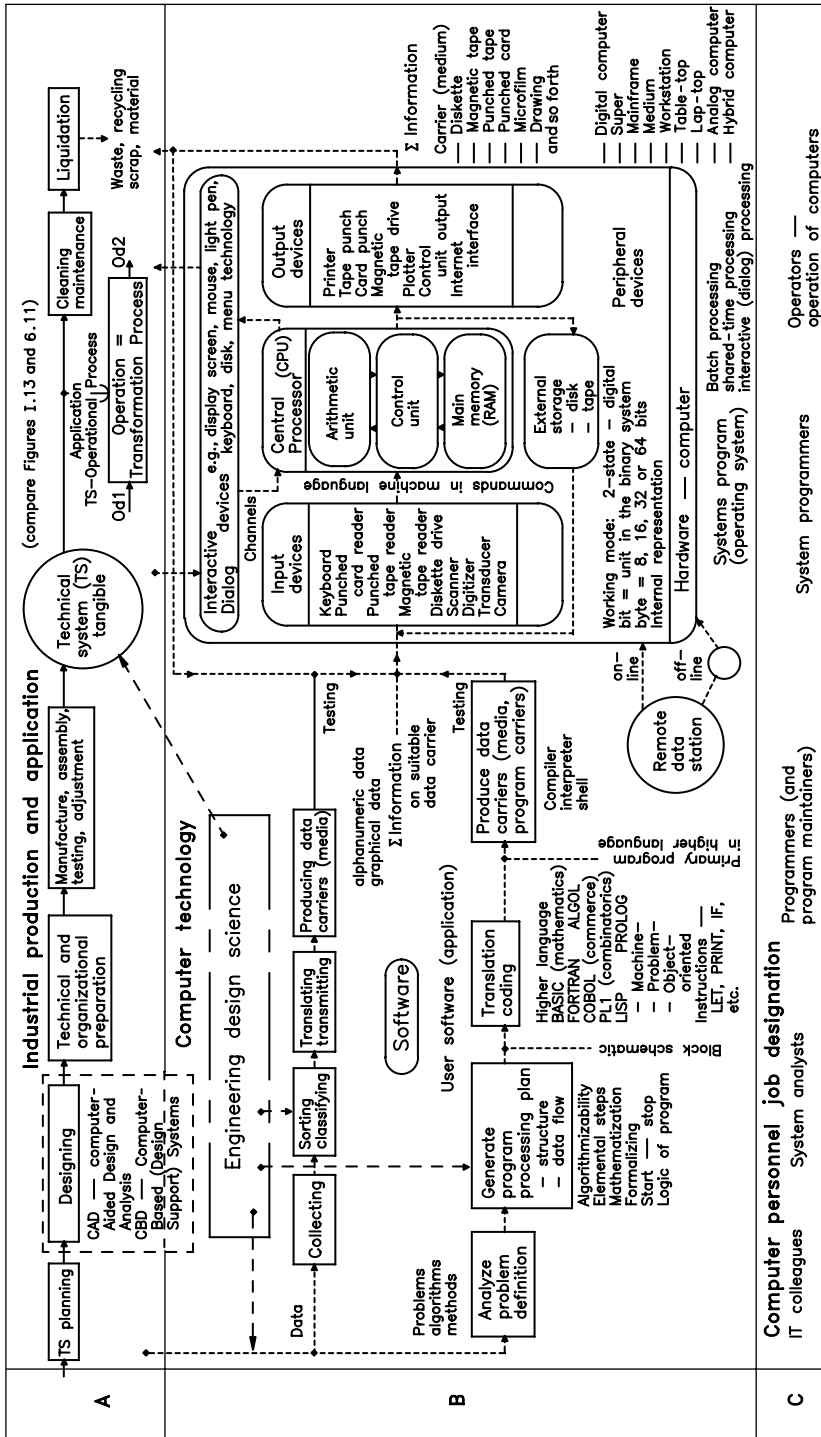 A
Industrial production and application
(compare Figures I.13 and 6.11)
TS planning
Designing
CAD — computer-
Aided Design and
Analysis
CBD — Computer-
Based (Design
Support) Systems
Technical and
organizational
preparation
Manufacture, assembly,
testing, adjustment
Technical
system (TS)
tangible
Application
TS-Operational Process
Od1
Operation =
Transformation Process
Od2
Cleaning
maintenance
Liquidation
Waste, recycling
scrap, material
B
Computer technology
Engineering design science
Data
Collecting
Sorting
classifying
Translating
transmitting
Producing data
carriers (media)
Testing
alphanumeric data
graphical data
Σ Information
on suitable
data carrier
Software
User software (application)
Problems
algorithms
methods
Analyze
problem
definition
Generate
program
processing plan
– structure
– data flow
Algorithmizability
Elemental steps
Mathematization
Formalizing
Start — stop
Logic of program
Block schematic
Translation
coding
Higher language
BASIC (mathematics)
FORTRAN ALGOL
COBOL (commerce)
PL1 (combinatorics)
LISP PROLOG
– Machine–
– Problem–
– Object–
oriented
Instructions —
LET, PRINT, IF,
etc.
Primary program
in higher language
Produce data
carriers (media,
program carriers)
Testing
Compiler
interpreter
shell
Remote
data
station
on-
line
off-
line
Interactive
devices e.g., display screen, mouse, light pen,
Dialog keyboard, disk, menu technology
Channels
Input
devices
Keyboard
Punched
card reader
Punched
tape reader
Magnetic
tape reader
Diskette drive
Scanner
Digitizer
Transducer
Camera
Commands in machine language
Central (CPU)
Processor
Arithmetic
unit
Control
unit
Main
memory
(RAM)
External
storage
– disk
– tape
Output
devices
Printer
Tape punch
Card punch
Magnetic
tape drive
Plotter
Control
unit output
Internet
interface
Peripheral
devices
Working mode: 2-state – digital
bit = unit in the binary system
byte = 8, 16, 32 or 64 bits
Internal representation
Hardware — computer
Σ Information
Carrier (medium)
— Diskette
— Magnetic tape
— Punched tape
— Punched card
— Microfilm
— Drawing
and so forth
— Digital computer
— Super
— Mainframe
— Medium
— Workstation
— Table-top
— Lap-top
— Analog computer
— Hybrid computer
Systems program
(operating system)
Batch processing
shared-time processing
interactive (dialog) processing
C
Computer personnel job designation
IT colleagues
System analysts
Programmers (and
program maintainers)
System programmers
Operators —
operation of computers